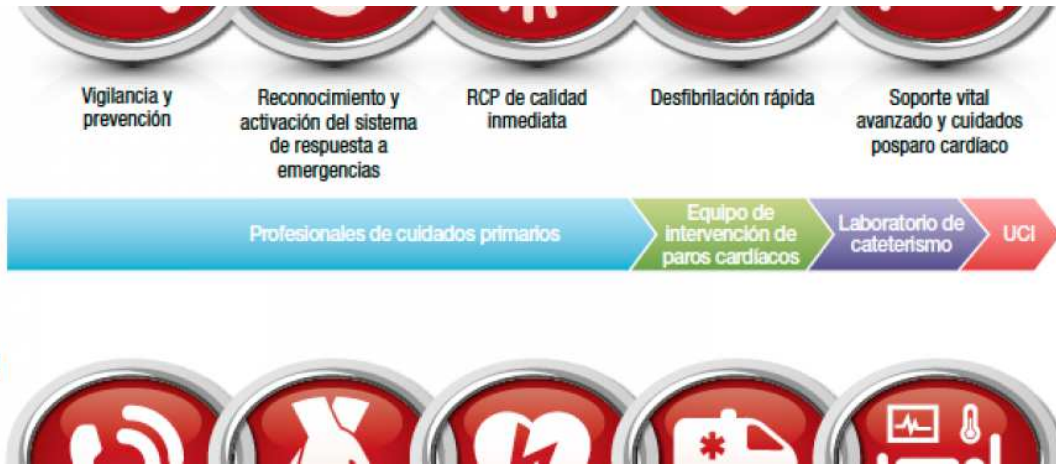 Vigilancia y
prevención
Reconocimiento y
activación del sistema
de respuesta a
emergencias
RCP de calidad
inmediata
Desfibrilación rápida
Soporte vital
avanzado y cuidados
posparo cardíaco
Profesionales de cuidados primarios
Equipo de
intervención de
paros cardíacos
Laboratorio de
cateterismo
UCI